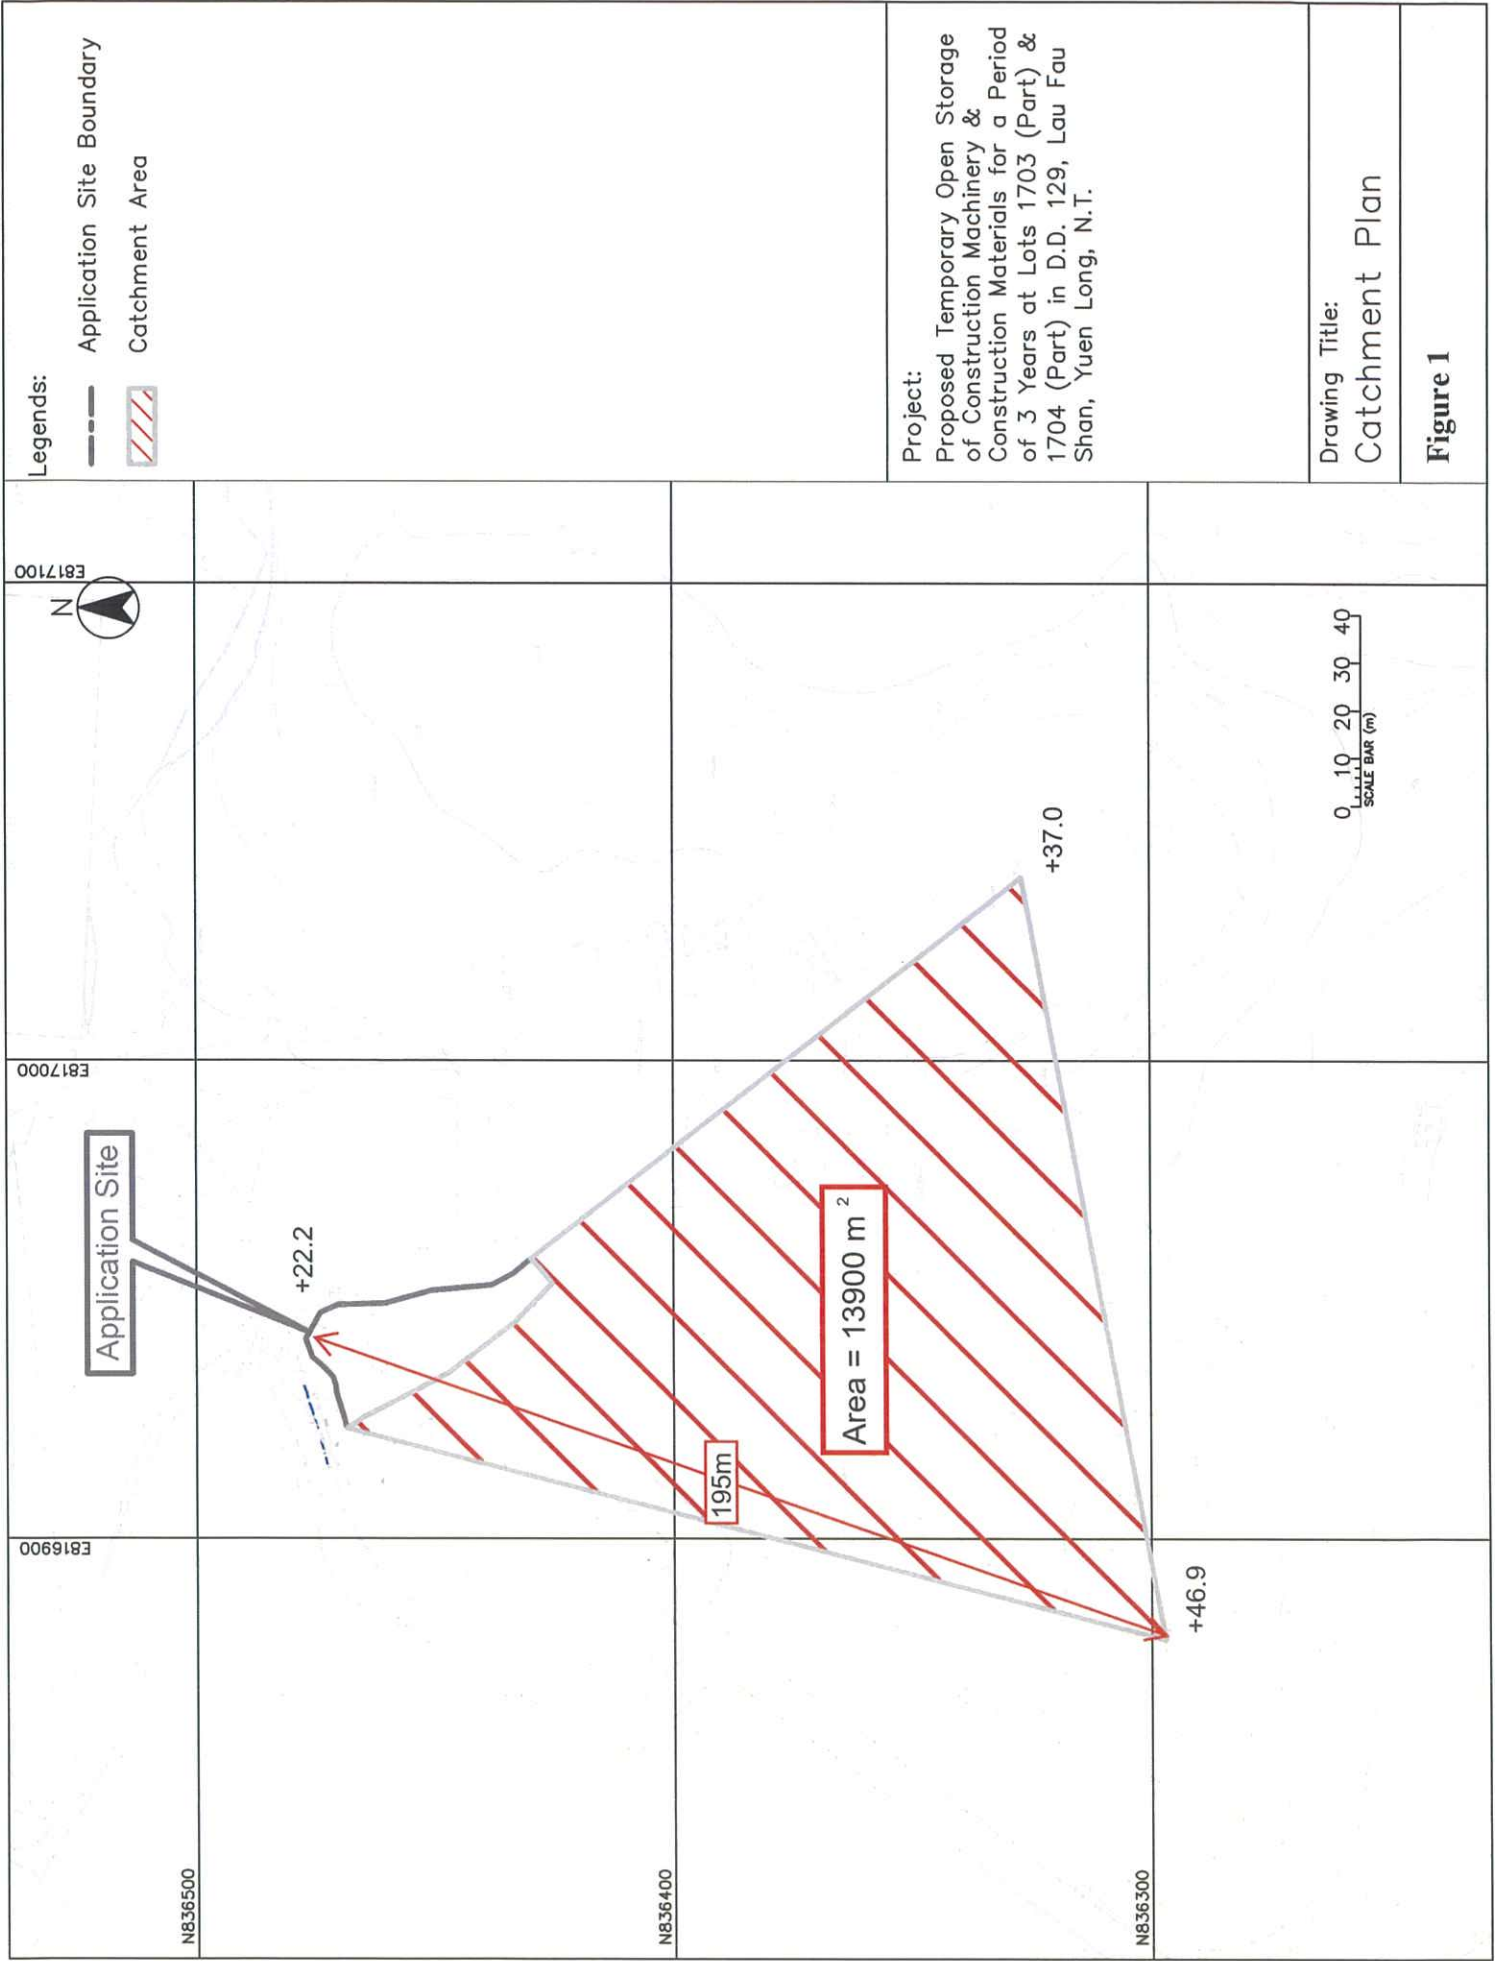 Legends:
Application Site Boundary
Catchment Area
N
E816900
E817000
E817100
N836500
N836400
N836300
Application Site
+22.2
195m
Area = 13900 m ²
+37.0
+46.9
0 10 20 30 40
SCALE BAR (m)
Project:
Proposed Temporary Open Storage
of Construction Machinery &
Construction Materials for a Period
of 3 Years at Lots 1703 (Part) &
1704 (Part) in D.D. 129, Lau Fau
Shan, Yuen Long, N.T.
Drawing Title:
Catchment Plan
Figure 1